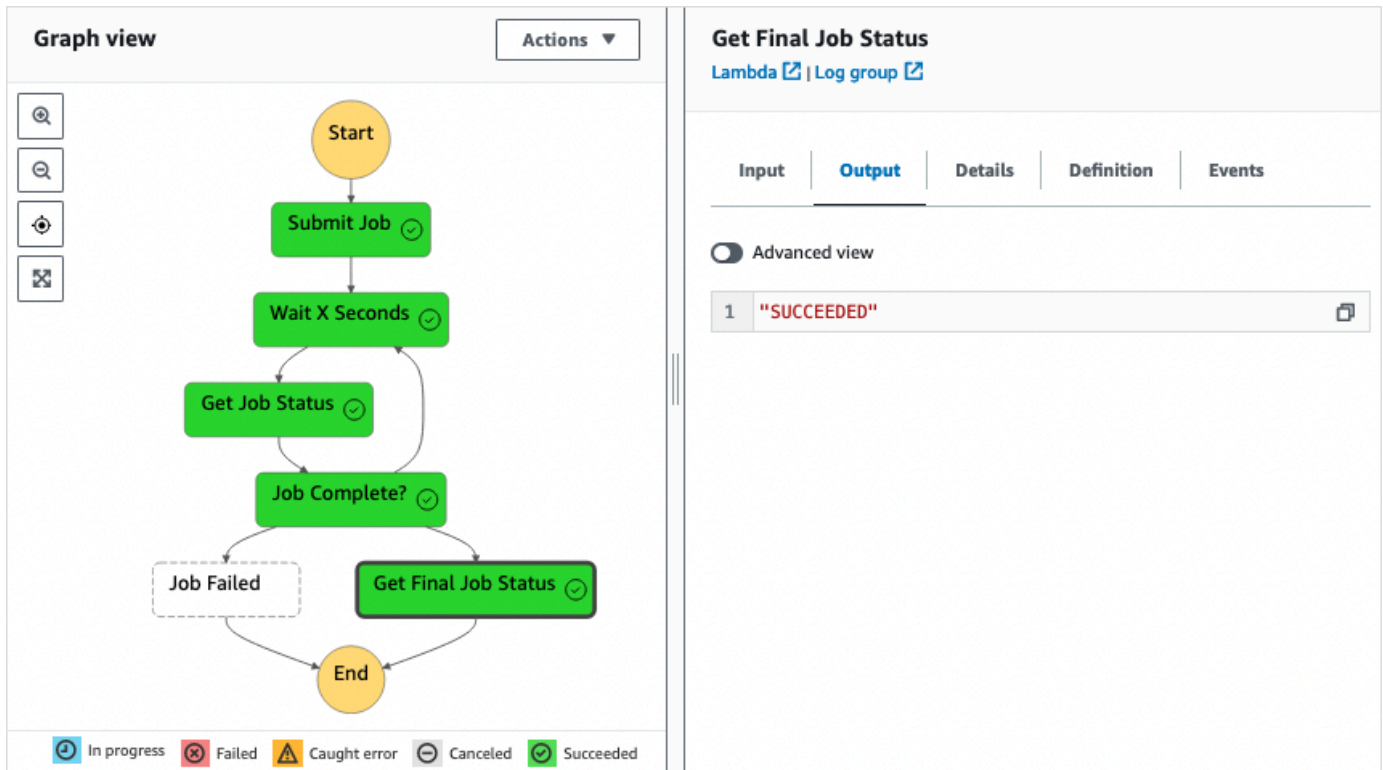 Graph view
Actions
Start
Submit Job
Wait X Seconds
Get Job Status
Job Complete?
Job Failed
Get Final Job Status
End
In progress
Failed
Caught error
Canceled
Succeeded
Get Final Job Status
Lambda | Log group
Input Output Details Definition Events
Advanced view
1 "SUCCEEDED"